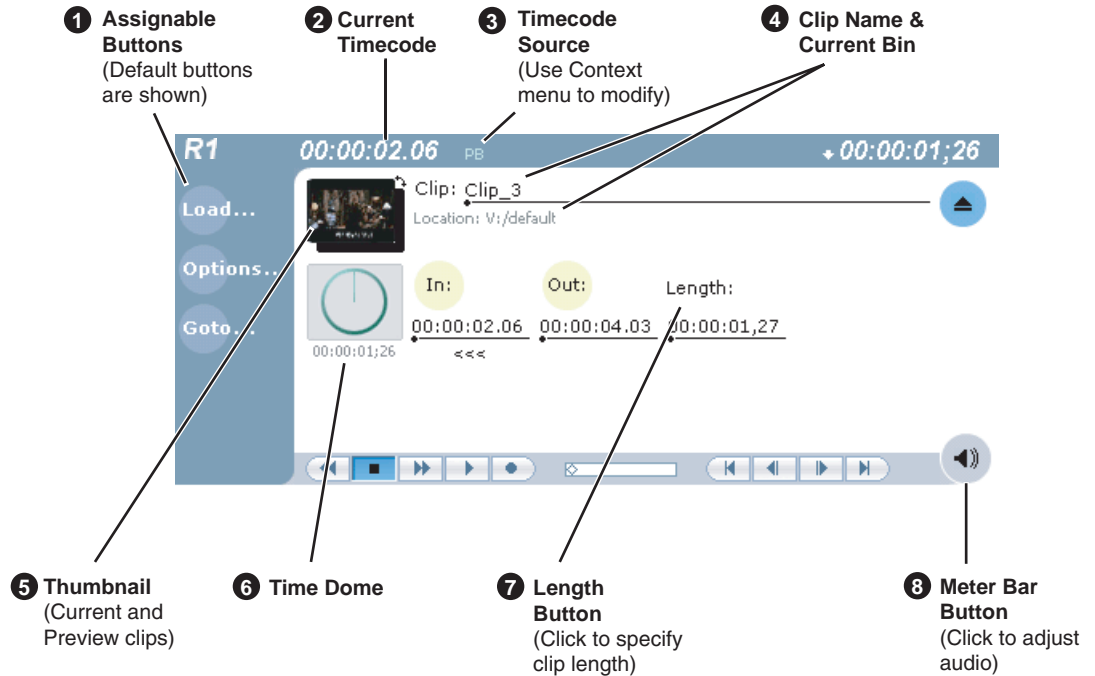 1 Assignable
Buttons
(Default buttons
are shown)
2 Current
Timecode
3 Timecode
Source
(Use Context
menu to modify)
4 Clip Name &
Current Bin
R1 00:00:02.06 PB 00:00:01;26
Load...
Options..
Goto...
Clip: Clip_3
Location: V:/default
In: Out: Length:
00:00:02.06 00:00:04.03 00:00:01,27
00:00:01;26 <<<
5 Thumbnail
(Current and
Preview clips)
6 Time Dome
7 Length
Button
(Click to specify
clip length)
8 Meter Bar
Button
(Click to adjust
audio)